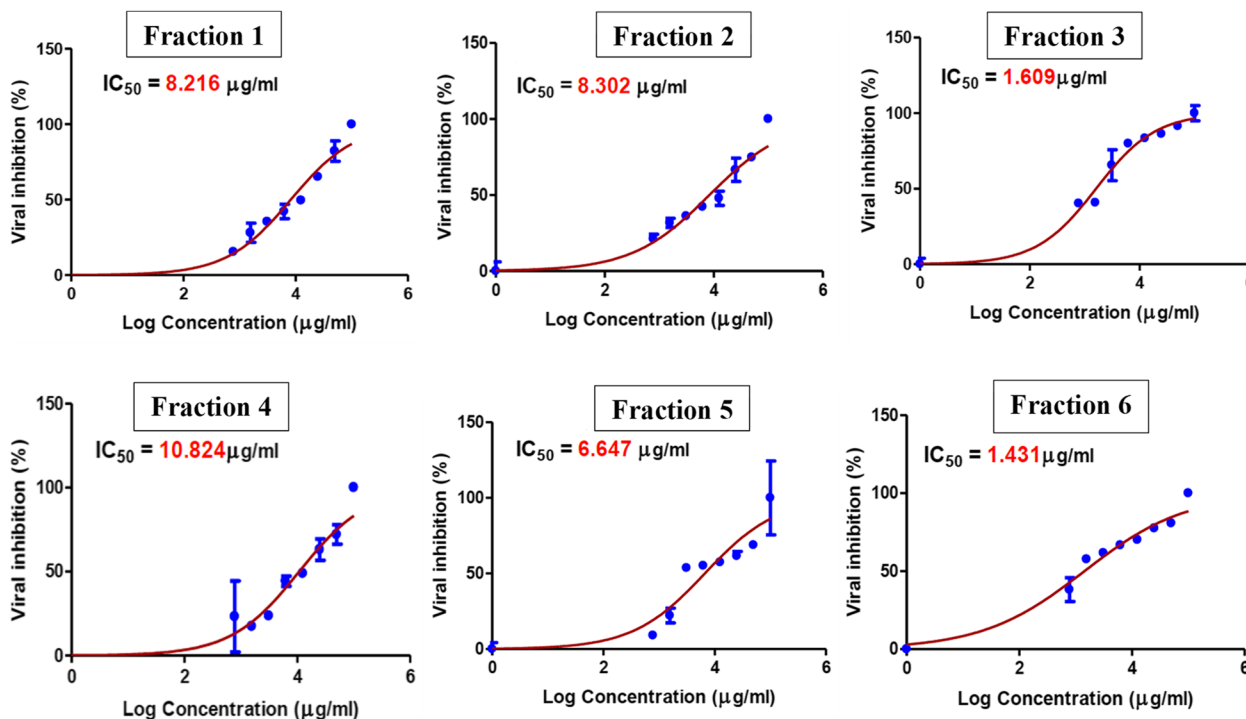 Fraction 1
IC50 = 8.216 μg/ml
Viral inhibition (%)
150
100
50
0
0 2 4 6
Log Concentration (μg/ml)
Fraction 2
IC50 = 8.302 μg/ml
Viral inhibition (%)
150
100
50
0
0 2 4 6
Log Concentration (μg/ml)
Fraction 3
IC50 = 1.609 μg/ml
Viral inhibition (%)
150
100
50
0
0 2 4
Log Concentration (μg/ml)
Fraction 4
IC50 = 10.824μg/ml
Viral inhibition (%)
150
100
50
0
0 2 4 6
Log Concentration (μg/ml)
Fraction 5
IC50 = 6.647 μg/ml
Viral inhibition (%)
150
100
50
0
0 2 4 6
Log Concentration (μg/ml)
Fraction 6
IC50 = 1.431μg/ml
Viral inhibition (%)
150
100
50
0
0 2 4 6
Log Concentration (μg/ml)